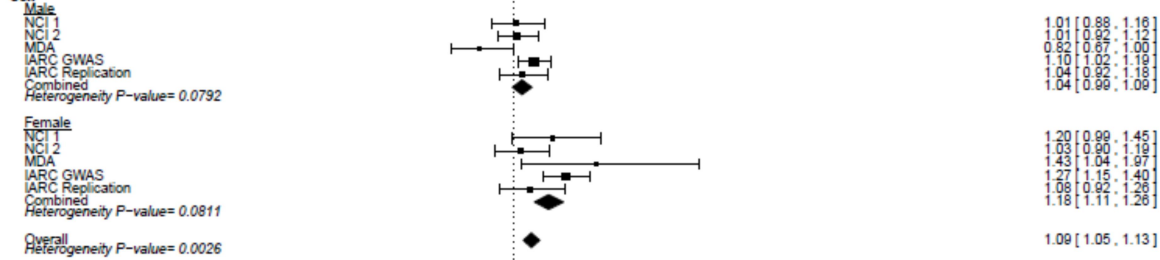 Male
NCI 1 1.01 [ 0.88 , 1.16 ]
NCI 2 1.01 [ 0.92 , 1.12 ]
MDA 0.82 [ 0.67 , 1.00 ]
IARC GWAS 1.10 [ 1.02 , 1.19 ]
IARC Replication 1.04 [ 0.92 , 1.18 ]
Combined 1.04 [ 0.99 , 1.09 ]
Heterogeneity P−value= 0.0792
Female
NCI 1 1.20 [ 0.99 , 1.45 ]
NCI 2 1.03 [ 0.90 , 1.19 ]
MDA 1.43 [ 1.04 , 1.97 ]
IARC GWAS 1.27 [ 1.15 , 1.40 ]
IARC Replication 1.08 [ 0.92 , 1.26 ]
Combined 1.18 [ 1.11 , 1.26 ]
Heterogeneity P−value= 0.0811
Overall 1.09 [ 1.05 , 1.13 ]
Heterogeneity P−value= 0.0026